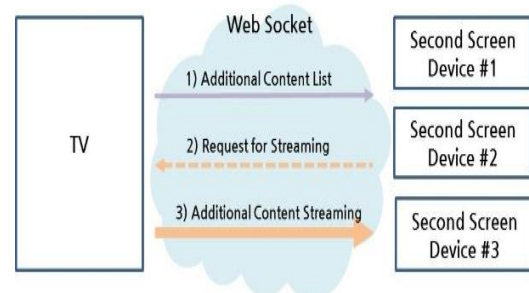 Web Socket
1) Additional Content List
TV
2) Request for Streaming
3) Additional Content Streaming
Second Screen
Device #1
Second Screen
Device #2
Second Screen
Device #3